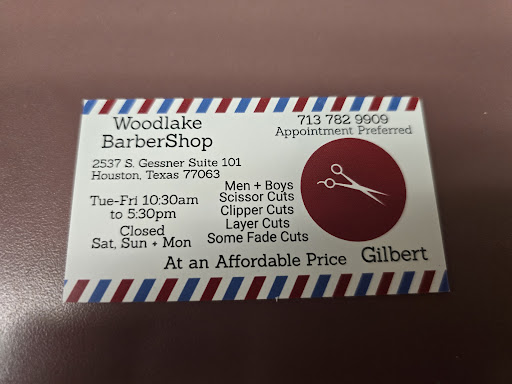 Woodlake
BarberShop
713 782 9909
Appointment Preferred
2537 S. Gessner Suite 101
Houston, Texas 77063
Tue-Fri 10:30am
to 5:30pm
Closed
Sat, Sun + Mon
Men + Boys
Scissor Cuts
Clipper Cuts
Layer Cuts
Some Fade Cuts
At an Affordable Price
Gilbert